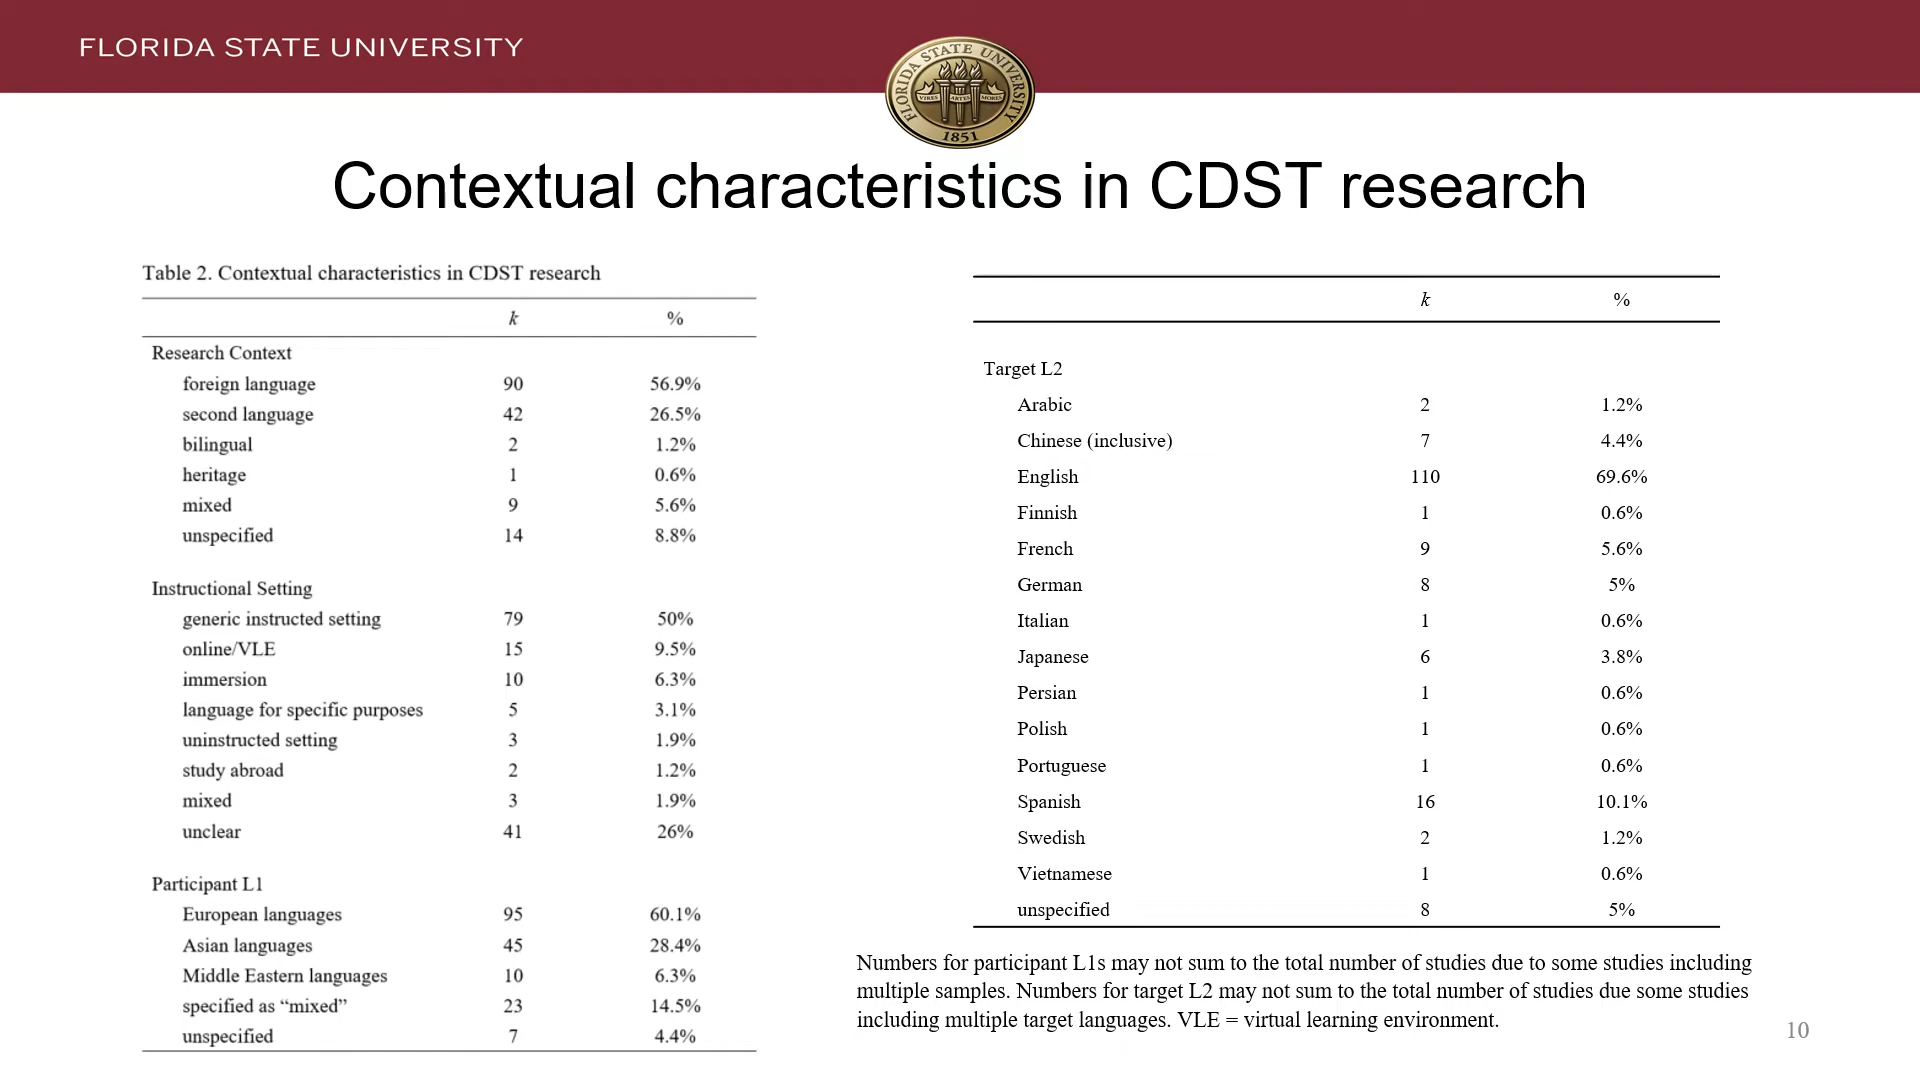 FLORIDA STATE UNIVERSITY
FLORIDA STATE UNIVERSITY
VIRES ARTES MORES
1851
Contextual characteristics in CDST research
Table 2. Contextual characteristics in CDST research
k %
Research Context
foreign language 90 56.9%
second language 42 26.5%
bilingual 2 1.2%
heritage 1 0.6%
mixed 9 5.6%
unspecified 14 8.8%
Instructional Setting
generic instructed setting 79 50%
online/VLE 15 9.5%
immersion 10 6.3%
language for specific purposes 5 3.1%
uninstructed setting 3 1.9%
study abroad 2 1.2%
mixed 3 1.9%
unclear 41 26%
Participant L1
European languages 95 60.1%
Asian languages 45 28.4%
Middle Eastern languages 10 6.3%
specified as “mixed” 23 14.5%
unspecified 7 4.4%
k %
Target L2
Arabic 2 1.2%
Chinese (inclusive) 7 4.4%
English 110 69.6%
Finnish 1 0.6%
French 9 5.6%
German 8 5%
Italian 1 0.6%
Japanese 6 3.8%
Persian 1 0.6%
Polish 1 0.6%
Portuguese 1 0.6%
Spanish 16 10.1%
Swedish 2 1.2%
Vietnamese 1 0.6%
unspecified 8 5%
Numbers for participant L1s may not sum to the total number of studies due to some studies including
multiple samples. Numbers for target L2 may not sum to the total number of studies due some studies
including multiple target languages. VLE = virtual learning environment.
10